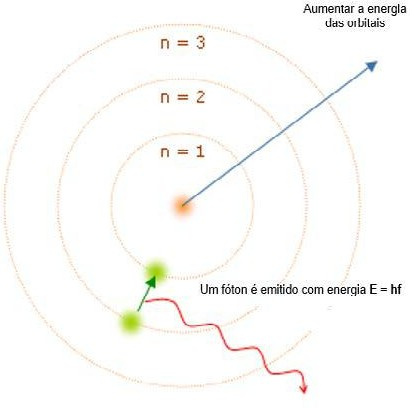 Aumentar a energia
das orbitais
n = 3
n = 2
n = 1
Um fóton é emitido com energia E = hf